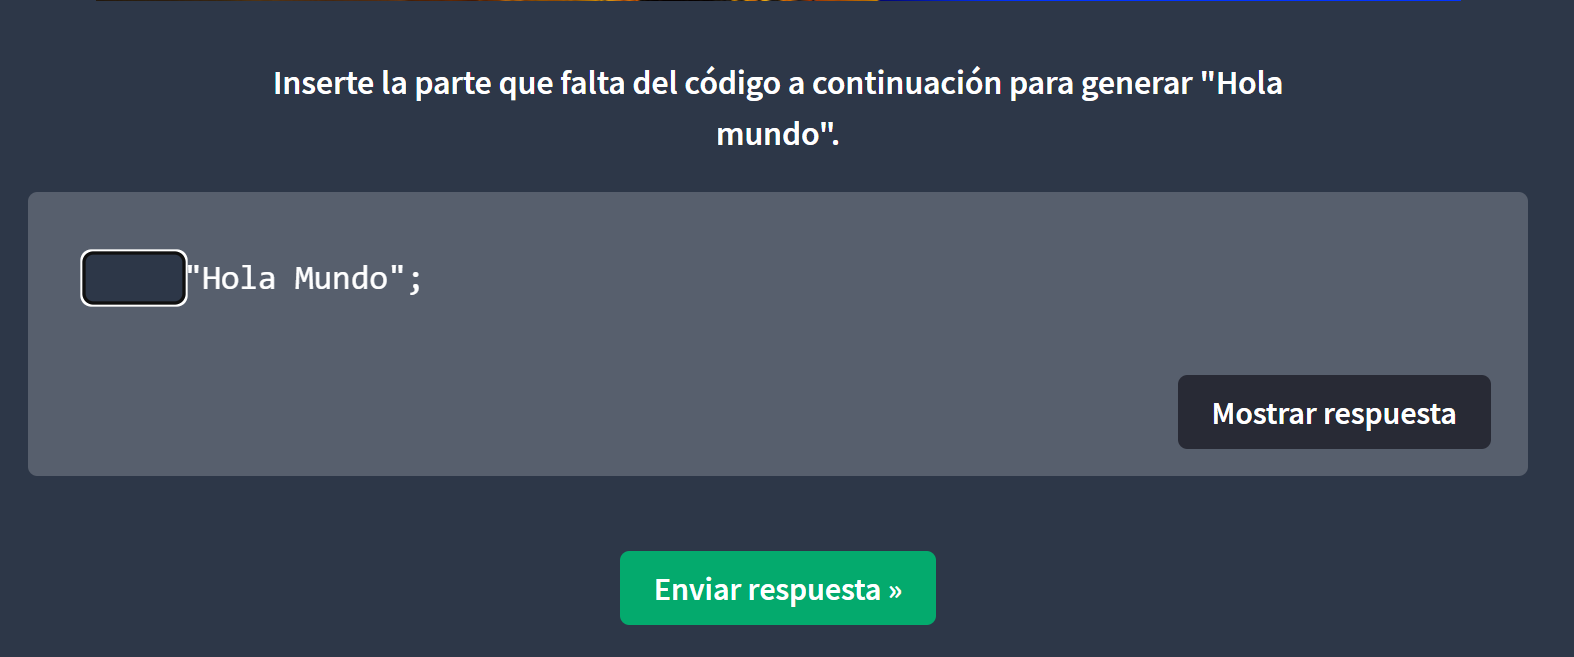 Inserte la parte que falta del código a continuación para generar "Hola
mundo".
"Hola Mundo";
Mostrar respuesta
Enviar respuesta »